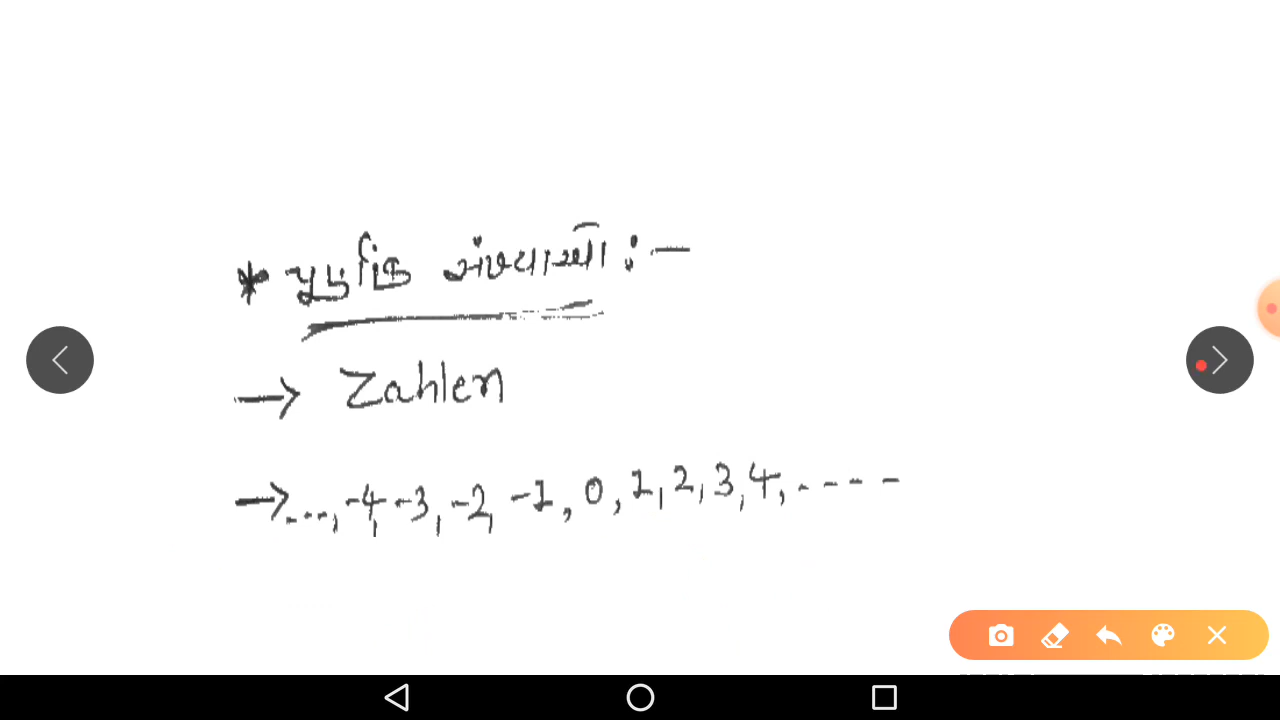 * પુર્ણાંક સંખ્યાઓ :-
→ Zahlen
→ ..., -4, -3, -2, -1, 0, 1, 2, 3, 4, . - - -